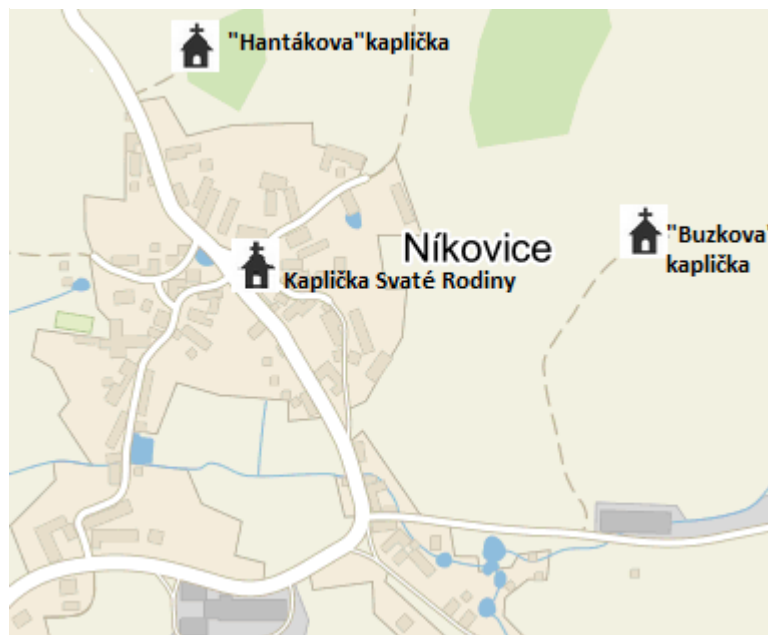 "Hantákova"kaplička
Níkovice
"Buzkova"
kaplička
Kaplička Svaté Rodiny